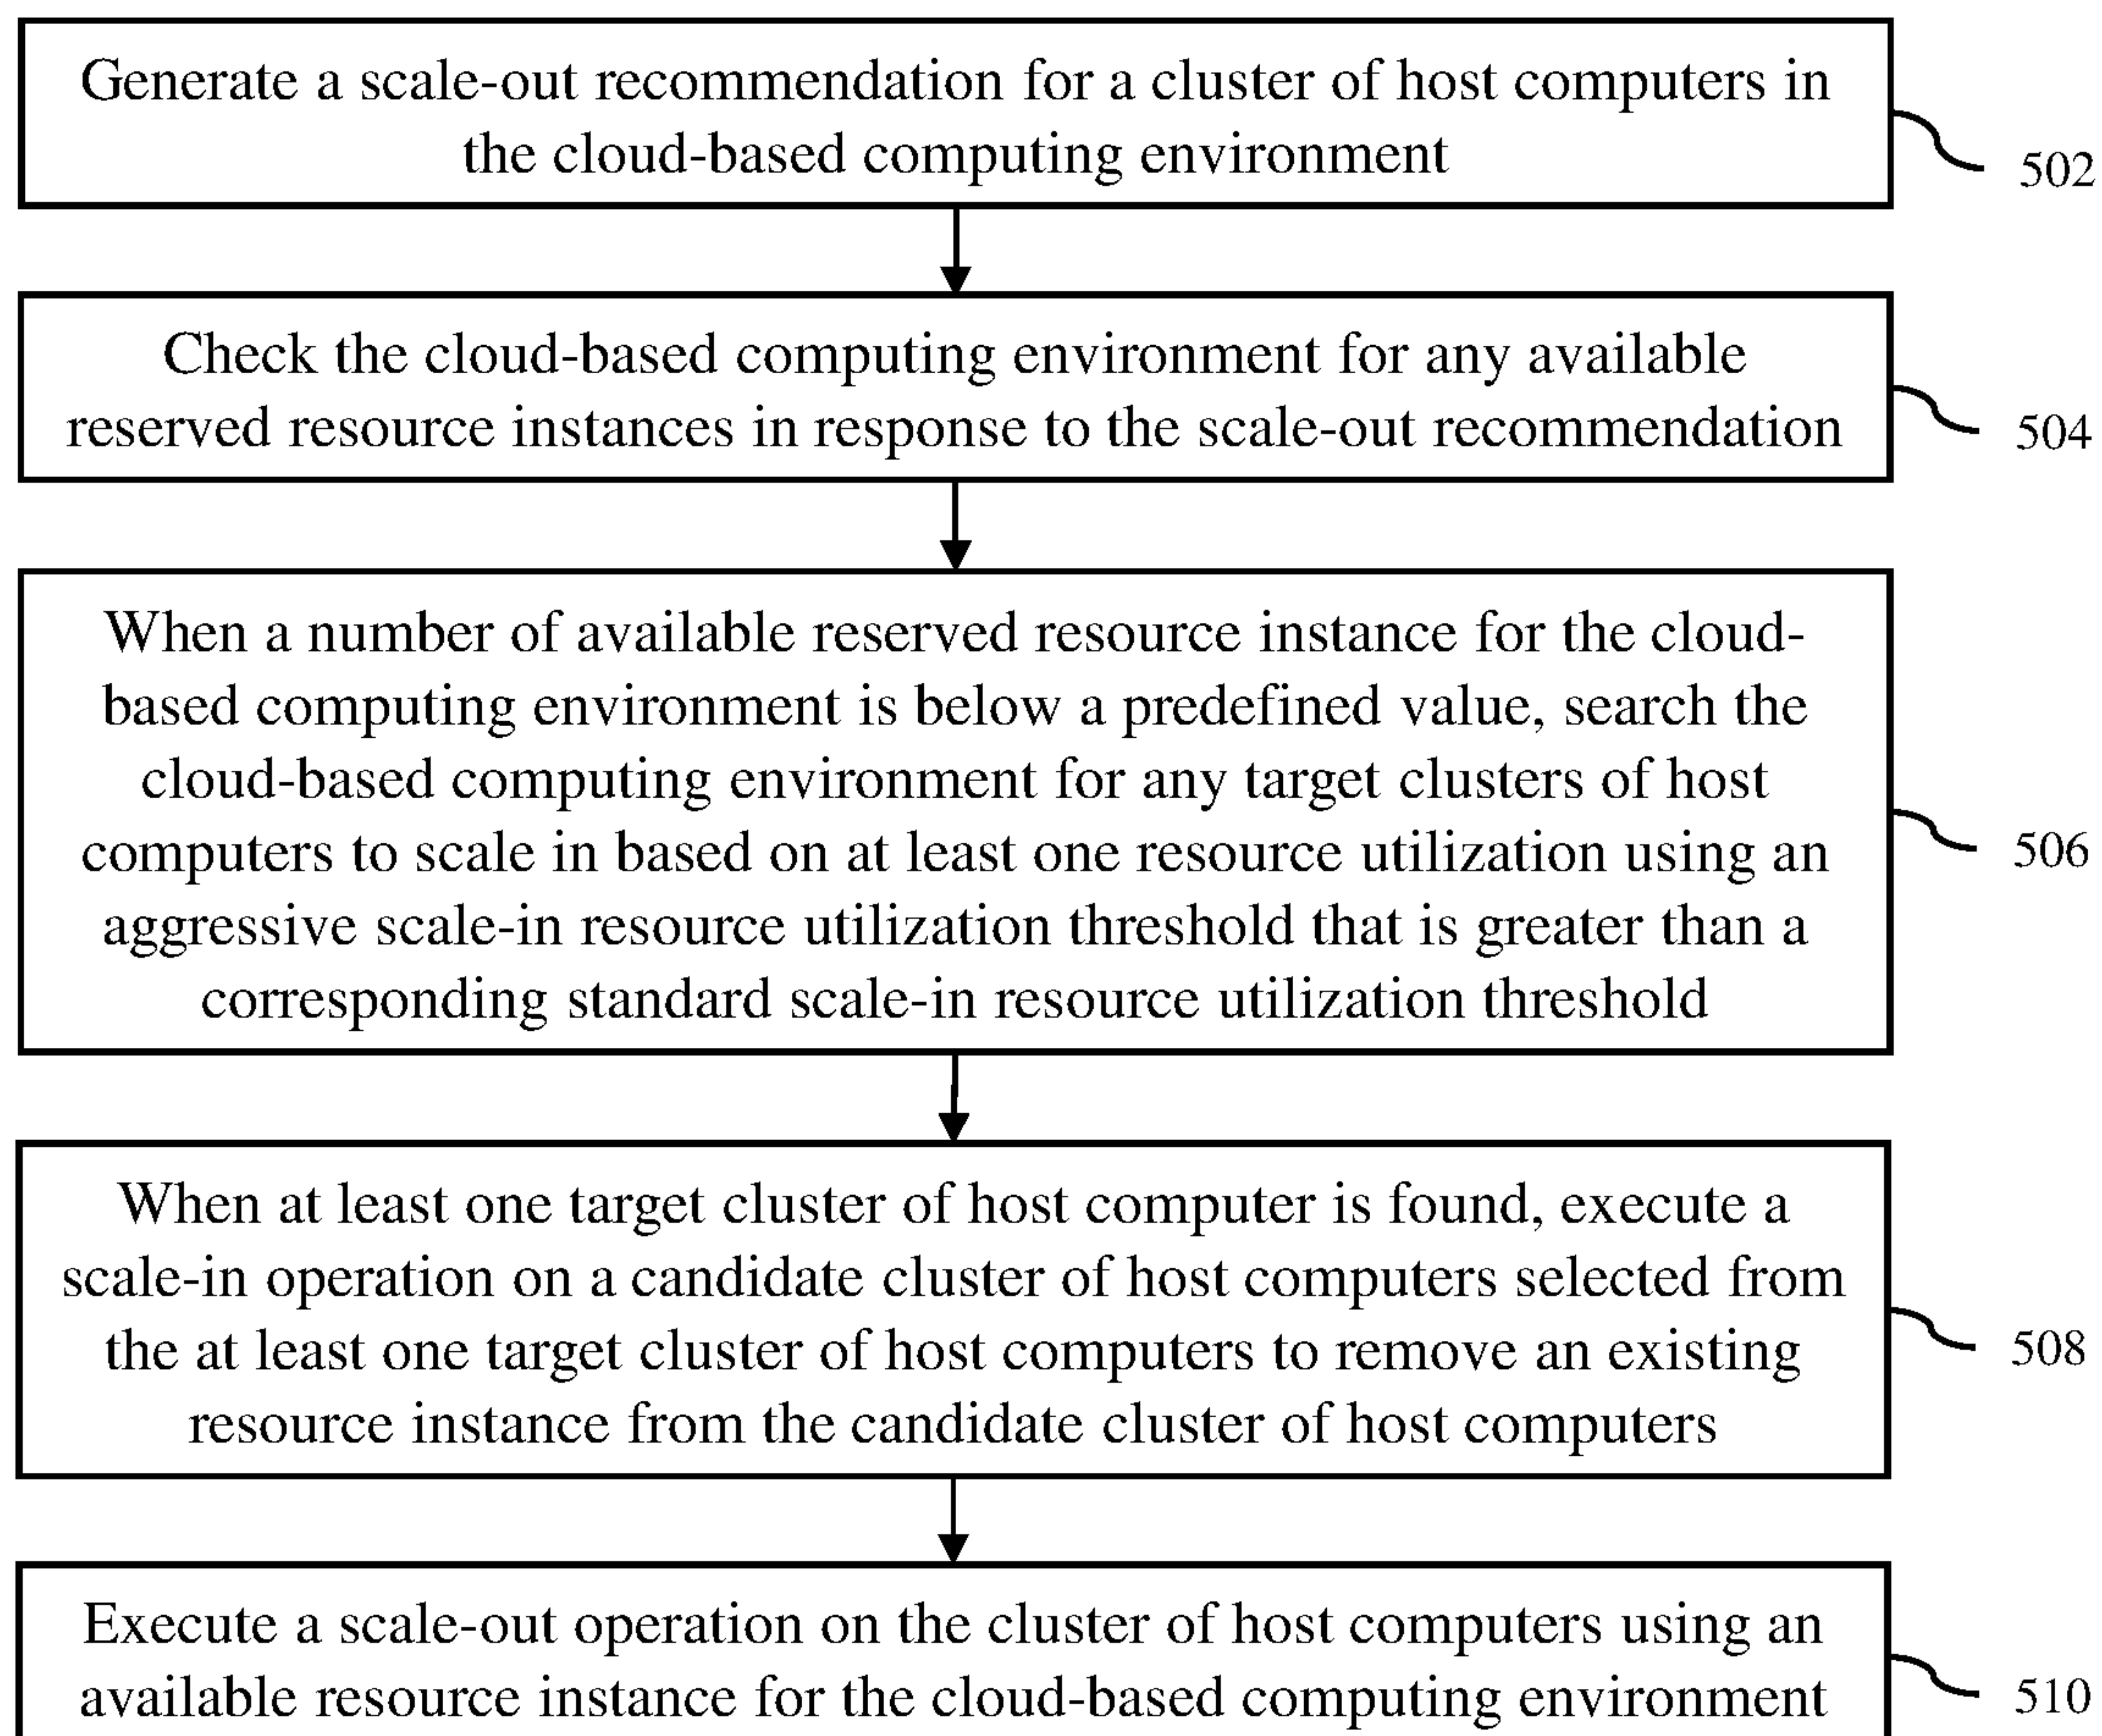 Generate a scale-out recommendation for a cluster of host computers in
the cloud-based computing environment
502
Check the cloud-based computing environment for any available
reserved resource instances in response to the scale-out recommendation
504
When a number of available reserved resource instance for the cloud-
based computing environment is below a predefined value, search the
cloud-based computing environment for any target clusters of host
computers to scale in based on at least one resource utilization using an
aggressive scale-in resource utilization threshold that is greater than a
corresponding standard scale-in resource utilization threshold
506
When at least one target cluster of host computer is found, execute a
scale-in operation on a candidate cluster of host computers selected from
the at least one target cluster of host computers to remove an existing
resource instance from the candidate cluster of host computers
508
Execute a scale-out operation on the cluster of host computers using an
available resource instance for the cloud-based computing environment
510